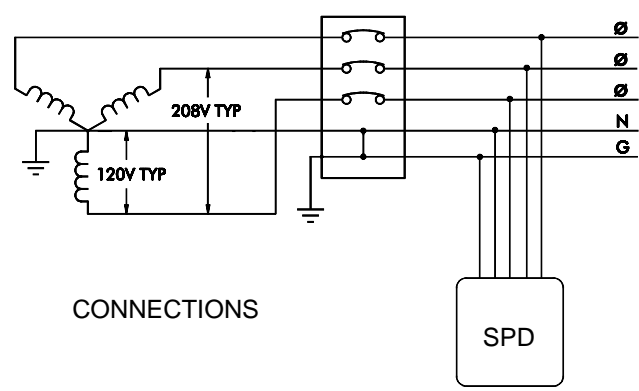 Ø
Ø
208V TYP
Ø
N
120V TYP
G
CONNECTIONS
SPD